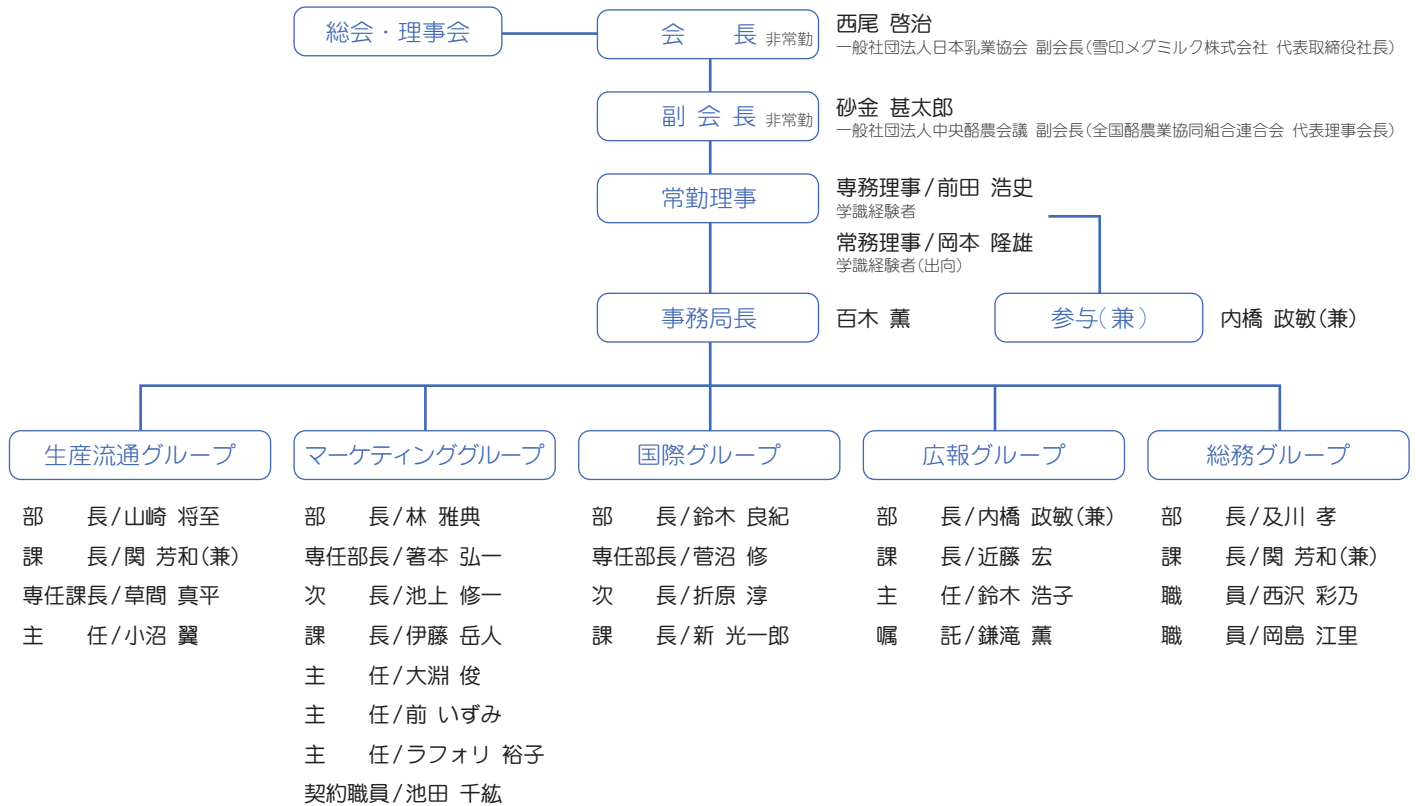 総会・理事会
会　長 非常勤
西尾 啓治
一般社団法人日本乳業協会 副会長(雪印メグミルク株式会社 代表取締役社長)
副 会 長 非常勤
砂金 甚太郎
一般社団法人中央酪農会議 副会長(全国酪農業協同組合連合会 代表理事会長)
常勤理事
専務理事/前田 浩史
学識経験者
常務理事/岡本 隆雄
学識経験者(出向)
事務局長
百木 薫
参与(兼)
内橋 政敏(兼)
生産流通グループ
部　長/山崎 将至
課　長/関 芳和(兼)
専任課長/草間 真平
主　任/小沼 翼
マーケティンググループ
部　長/林 雅典
専任部長/箸本 弘一
次　長/池上 修一
課　長/伊藤 岳人
主　任/大淵 俊
主　任/前 いずみ
主　任/ラフォリ 裕子
契約職員/池田 千紘
国際グループ
部　長/鈴木 良紀
専任部長/菅沼 修
次　長/折原 淳
課　長/新 光一郎
広報グループ
部　長/内橋 政敏(兼)
課　長/近藤 宏
主　任/鈴木 浩子
嘱　託/鎌滝 薫
総務グループ
部　長/及川 孝
課　長/関 芳和(兼)
職　員/西沢 彩乃
職　員/岡島 江里